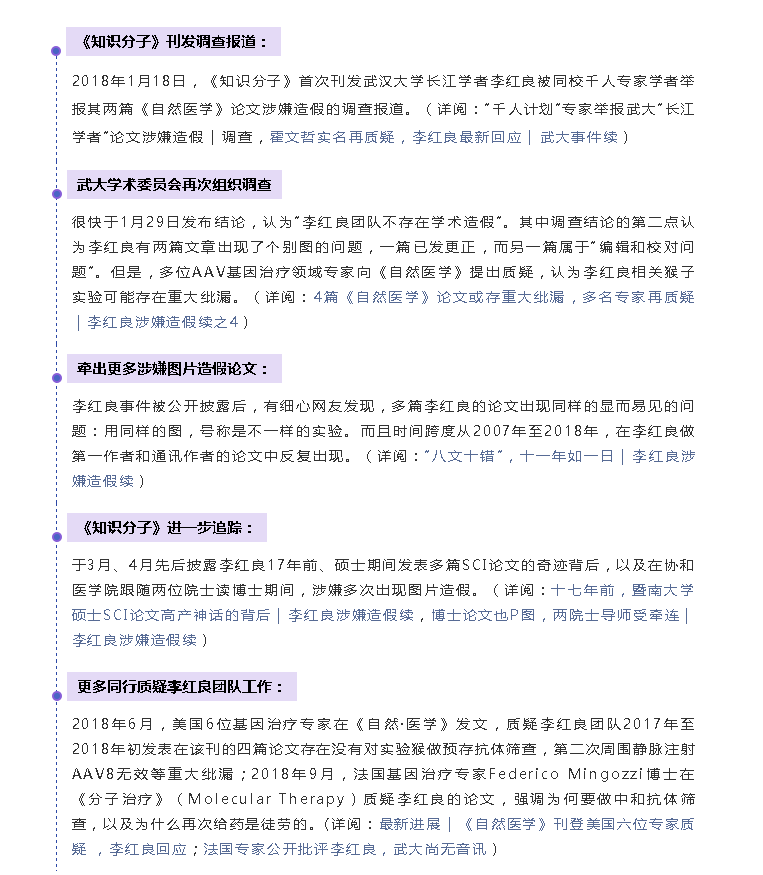 《知识分子》刊发调查报道：
2018年1月18日，《知识分子》首次刊发武汉大学长江学者李红良被同校千人专家学者举
报其两篇《自然医学》论文涉嫌造假的调查报道。（详阅："千人计划"专家举报武大"长江
学者"论文涉嫌造假｜调查，霍文哲实名再质疑，李红良最新回应｜ 武大事件续）
武大学术委员会再次组织调查
很快于1月29日发布结论，认为"李红良团队不存在学术造假"。其中调查结论的第二点认
为李红良有两篇文章出现了个别图的问题，一篇已发更正，而另一篇属于"编辑和校对问
题"。但是，多位AAV基因治疗领域专家向《自然医学》提出质疑，认为李红良相关猴子
实验可能存在重大纰漏。（详阅：4篇《自然医学》论文或存重大纰漏，多名专家再质疑
｜李红良涉嫌造假续之4）
牵出更多涉嫌图片造假论文：
李红良事件被公开披露后，有细心网友发现，多篇李红良的论文出现同样的显而易见的问
题：用同样的图，号称是不一样的实验。而且时间跨度从2007年至2018年，在李红良做
第一作者和通讯作者的论文中反复出现。（详阅："八文十错"，十一年如一日｜李红良涉
嫌造假续）
《知识分子》进一步追踪：
于3月、4月先后披露李红良17年前、硕士期间发表多篇SCI论文的奇迹背后，以及在协和
医学院跟随两位院士读博士期间，涉嫌多次出现图片造假。（详阅：十七年前，暨南大学
硕士SCI论文高产神话的背后｜李红良涉嫌造假续，博士论文也P图，两院士导师受牵连｜
李红良涉嫌造假续）
更多同行质疑李红良团队工作：
2018年6月，美国6位基因治疗专家在《自然·医学》发文，质疑李红良团队2017年至
2018年初发表在该刊的四篇论文存在没有对实验猴做预存抗体筛查，第二次周围静脉注射
AAV8无效等重大纰漏；2018年9月，法国基因治疗专家Federico Mingozzi博士在
《分子治疗》（Molecular Therapy）质疑李红良的论文，强调为何要做中和抗体筛
查，以及为什么再次给药是徒劳的。(详阅：最新进展｜《自然医学》刊登美国六位专家质
疑 ，李红良回应；法国专家公开批评李红良，武大尚无音讯）